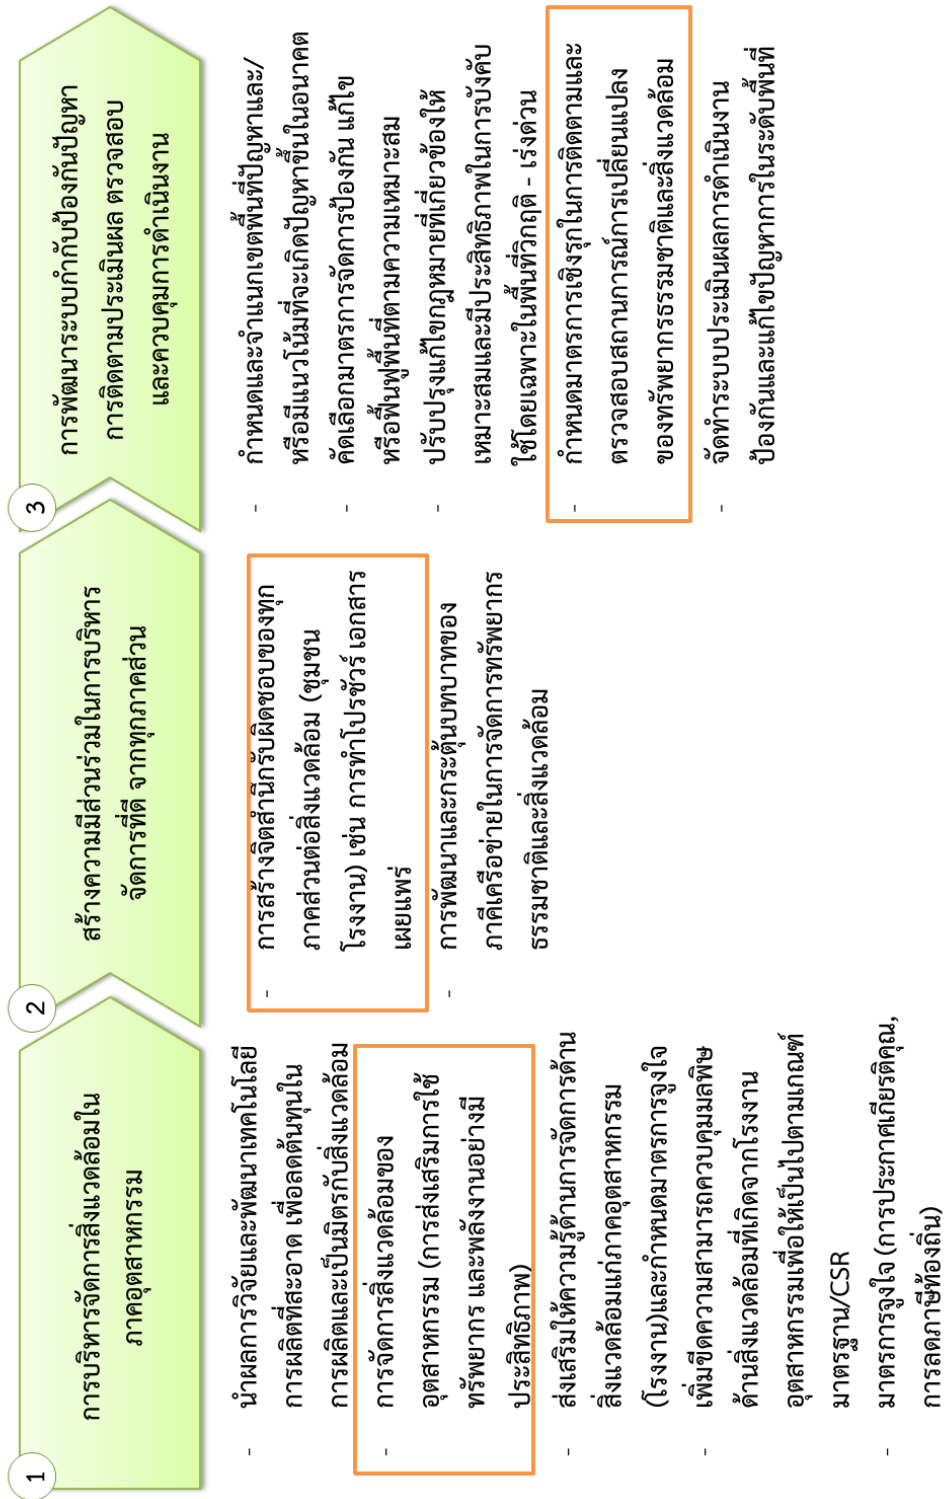 1
การบริหารจัดการสิ่งแวดล้อมใน
ภาคอุตสาหกรรม
- นำผลการวิจัยและพัฒนาเทคโนโลยี
การผลิตที่สะอาด เพื่อลดต้นทุนใน
การผลิตและเป็นมิตรกับสิ่งแวดล้อม
- การจัดการสิ่งแวดล้อมของ
อุตสาหกรรม (การส่งเสริมการใช้
ทรัพยากร และพลังงานอย่างมี
ประสิทธิภาพ)
- ส่งเสริมให้ความรู้ด้านการจัดการด้าน
สิ่งแวดล้อมแก่ภาคอุตสาหกรรม
(โรงงาน)และกำหนดมาตรการจูงใจ
- เพิ่มขีดความสามารถควบคุมมลพิษ
ด้านสิ่งแวดล้อมที่เกิดจากโรงงาน
อุตสาหกรรมเพื่อให้เป็นไปตามเกณฑ์
มาตรฐาน/CSR
- มาตรการจูงใจ (การประกาศเกียรติคุณ,
การลดภาษีท้องถิ่น)
2
สร้างความมีส่วนร่วมในการบริหาร
จัดการที่ดี จากทุกภาคส่วน
- การสร้างจิตสำนึกรับผิดชอบของทุก
ภาคส่วนต่อสิ่งแวดล้อม (ชุมชน
โรงงาน) เช่น การทำโปรชัวร์ เอกสาร
เผยแพร่
- การพัฒนาและกระตุ้นบทบาทของ
ภาคีเครือข่ายในการจัดการทรัพยากร
ธรรมชาติและสิ่งแวดล้อม
3
การพัฒนาระบบกำกับป้องกันปัญหา
การติดตามประเมินผล ตรวจสอบ
และควบคุมการดำเนินงาน
- กำหนดและจำแนกเขตพื้นที่ปัญหาและ/
หรือมีแนวโน้มที่จะเกิดปัญหาขึ้นในอนาคต
- คัดเลือกมาตรการจัดการป้องกัน แก้ไข
หรือฟื้นฟูพื้นที่ตามความเหมาะสม
- ปรับปรุงแก้ไขกฎหมายที่เกี่ยวข้องให้
เหมาะสมและมีประสิทธิภาพในการบังคับ
ใช้โดยเฉพาะในพื้นที่วิกฤติ - เร่งด่วน
- กำหนดมาตรการเชิงรุกในการติดตามและ
ตรวจสอบสถานการณ์การเปลี่ยนแปลง
ของทรัพยากรธรรมชาติและสิ่งแวดล้อม
- จัดทำระบบประเมินผลการดำเนินงาน
ป้องกันและแก้ไขปัญหาการในระดับพื้นที่